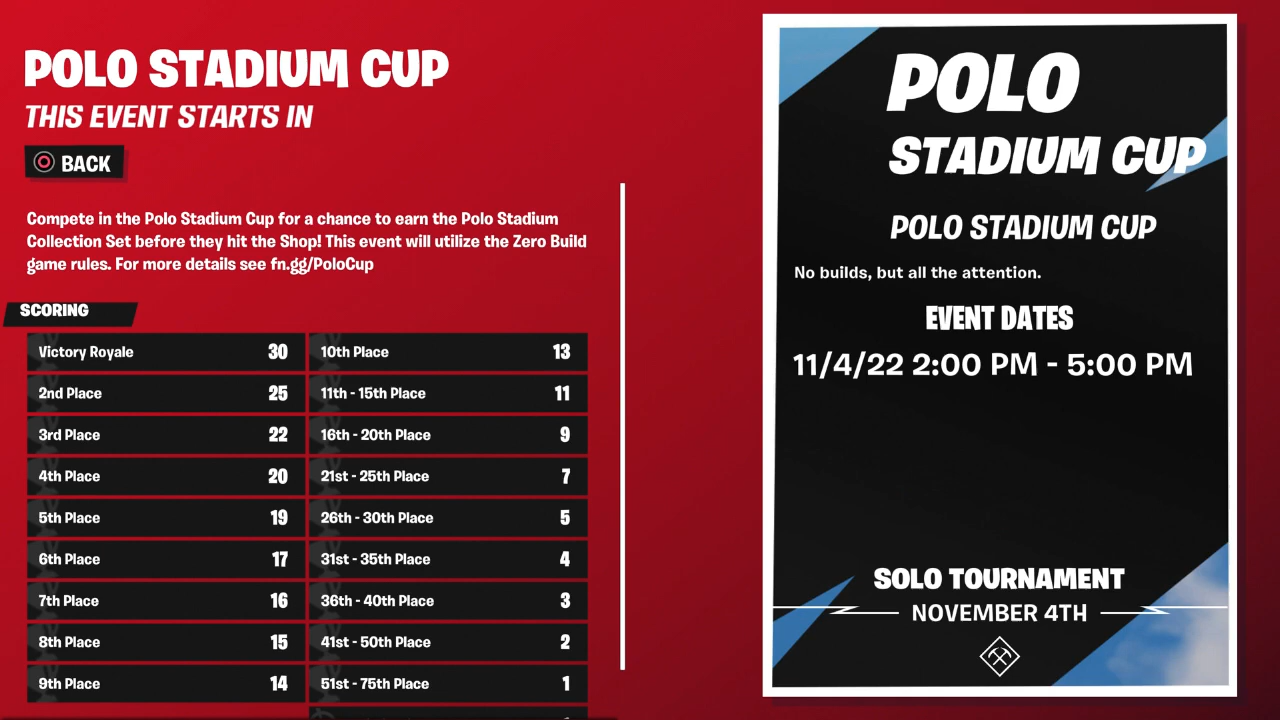 POLO STADIUM CUP
THIS EVENT STARTS IN
BACK
Compete in the Polo Stadium Cup for a chance to earn the Polo Stadium
Collection Set before they hit the Shop! This event will utilize the Zero Build
game rules. For more details see fn.gg/PoloCup
SCORING
Victory Royale 30
2nd Place 25
3rd Place 22
4th Place 20
5th Place 19
6th Place 17
7th Place 16
8th Place 15
9th Place 14
10th Place 13
11th - 15th Place 11
16th - 20th Place 9
21st - 25th Place 7
26th - 30th Place 5
31st - 35th Place 4
36th - 40th Place 3
41st - 50th Place 2
51st - 75th Place 1
POLO
STADIUM CUP
POLO STADIUM CUP
No builds, but all the attention.
EVENT DATES
11/4/22 2:00 PM - 5:00 PM
SOLO TOURNAMENT
NOVEMBER 4TH